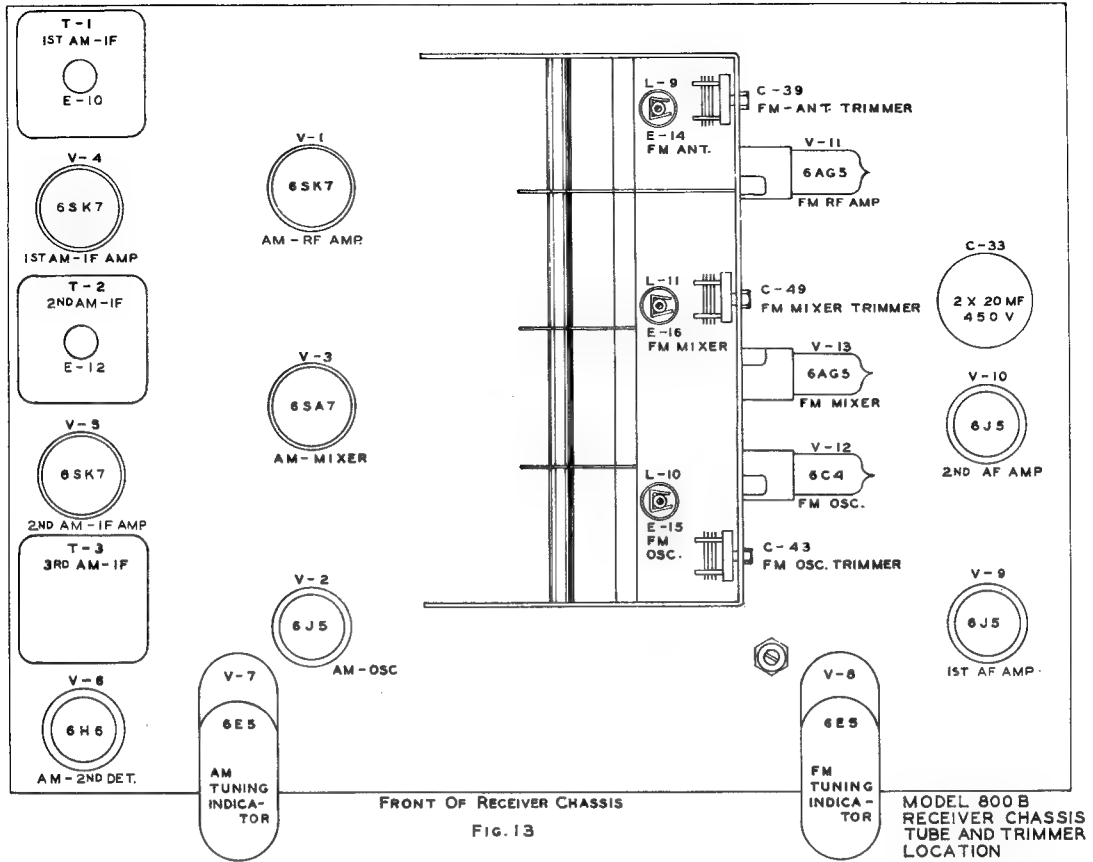 T-1
1ST AM-IF
E-10
V-4
6SK7
1ST AM-IF AMP
T-2
2ND AM-IF
E-12
V-5
6SK7
2ND AM-IF AMP
T-3
3RD AM-IF
V-6
6H6
AM-2ND DET.
V-1
6SK7
AM-RF AMP.
V-3
6SA7
AM-MIXER
V-2
6J5
AM-OSC
V-7
6E5
AM
TUNING
INDICA-
TOR
L-9
E-14
FM ANT.
C-39
FM-ANT. TRIMMER
V-11
6AG5
FM RF AMP
L-11
E-16
FM MIXER
C-49
FM MIXER TRIMMER
V-13
6AG5
FM MIXER
V-12
6C4
FM OSC.
L-10
E-15
FM
OSC.
C-43
FM OSC. TRIMMER
C-33
2 X 20 MF
450 V
V-10
6J5
2ND AF AMP
V-9
6J5
1ST AF AMP.
V-8
6E5
FM
TUNING
INDICA-
TOR
FRONT OF RECEIVER CHASSIS
FIG. 13
MODEL 800 B
RECEIVER CHASSIS
TUBE AND TRIMMER
LOCATION